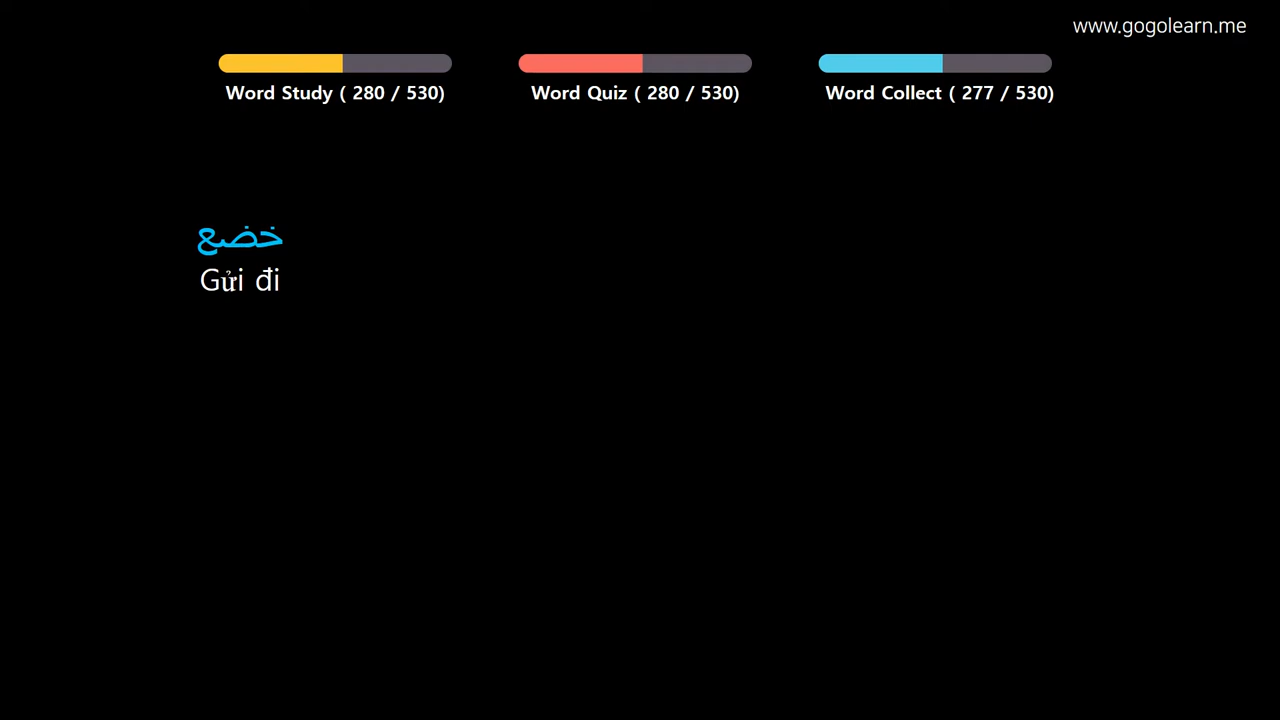 www.gogolearn.me
Word Study ( 280 / 530)
Word Quiz ( 280 / 530)
Word Collect ( 277 / 530)
خضع
Gửi đi